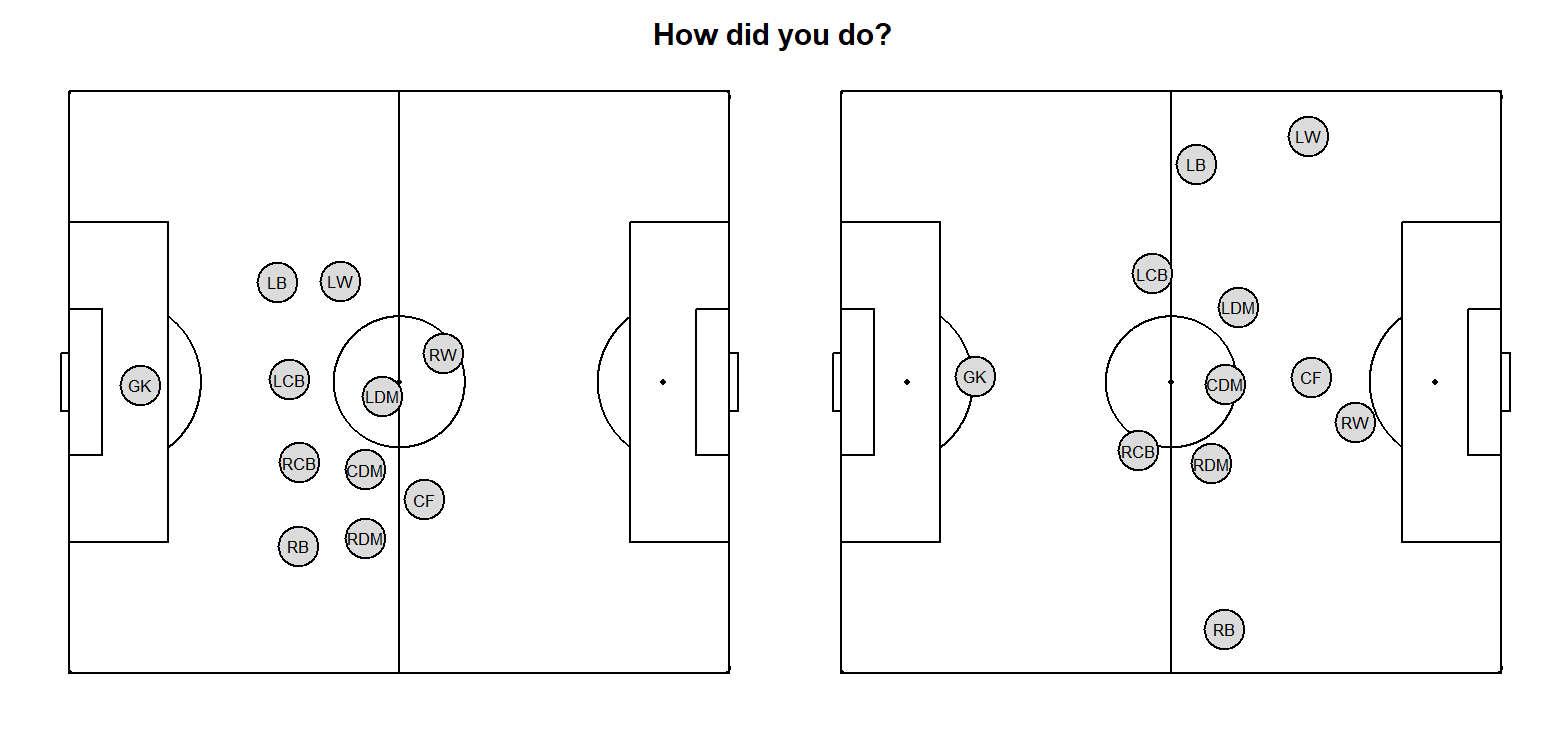 How did you do?
LB
LW
RW
LCB
GK
LDM
RCB
CDM
CF
RDM
RB
LW
LB
LCB
LDM
GK
CF
CDM
RW
RCB
RDM
RB